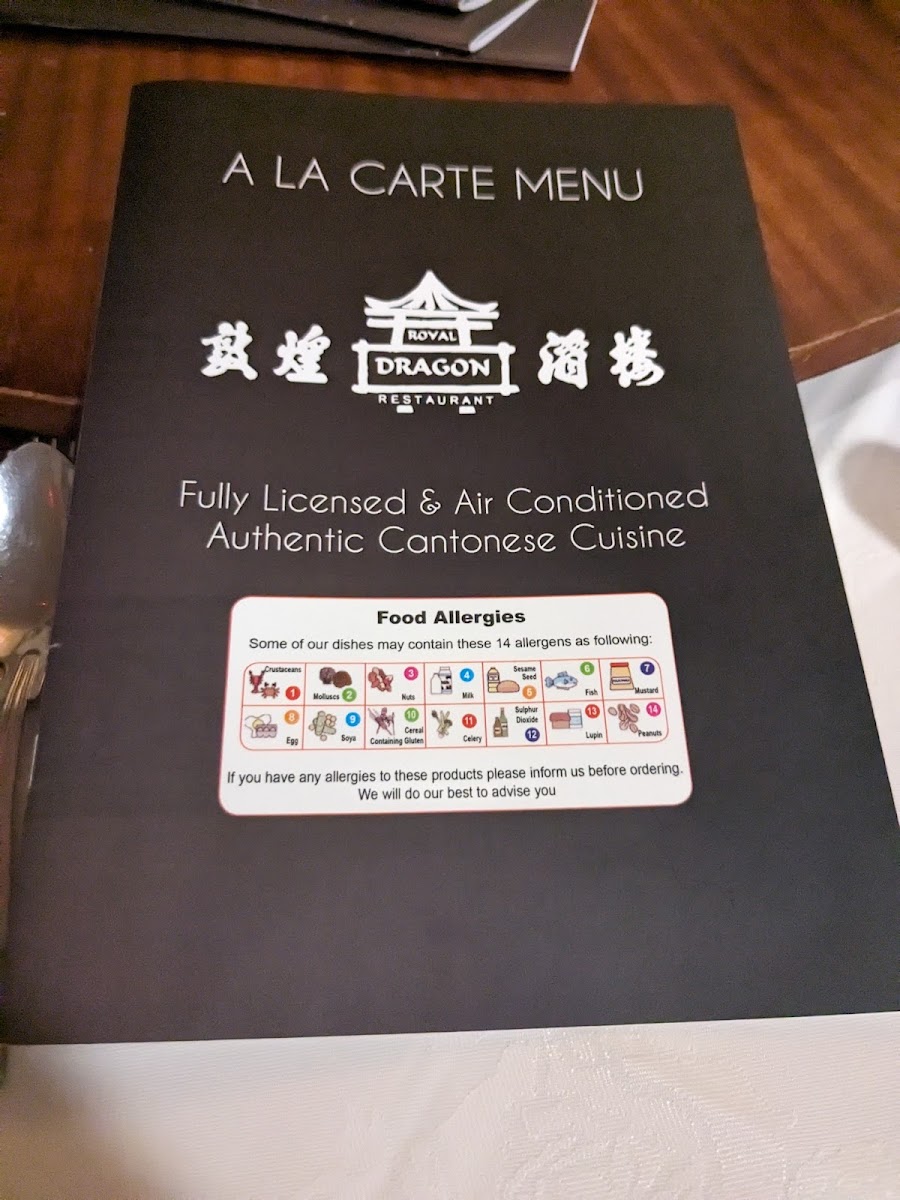 A LA CARTE MENU
敦煌 ROYAL 酒楼
DRAGON
RESTAURANT
Fully Licensed & Air Conditioned
Authentic Cantonese Cuisine
Food Allergies
Some of our dishes may contain these 14 allergens as following:
Crustaceans 1 Molluscs 2 Nuts 3 Milk 4 Sesame Seed 5 Fish 6 Mustard 7
Egg 8 Soya 9 Cereal Containing Gluten 10 Celery 11 Sulphur Dioxide 12 Lupin 13 Peanuts 14
If you have any allergies to these products please inform us before ordering.
We will do our best to advise you